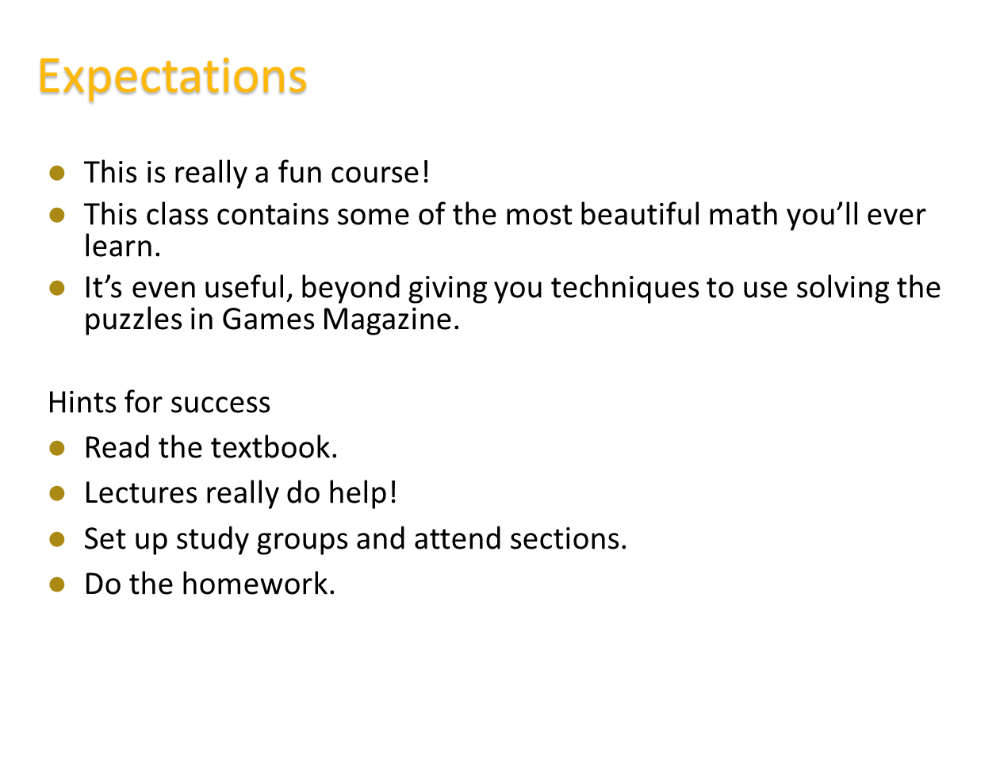 Expectations
● This is really a fun course!
● This class contains some of the most beautiful math you’ll ever
learn.
● It’s even useful, beyond giving you techniques to use solving the
puzzles in Games Magazine.
Hints for success
● Read the textbook.
● Lectures really do help!
● Set up study groups and attend sections.
● Do the homework.